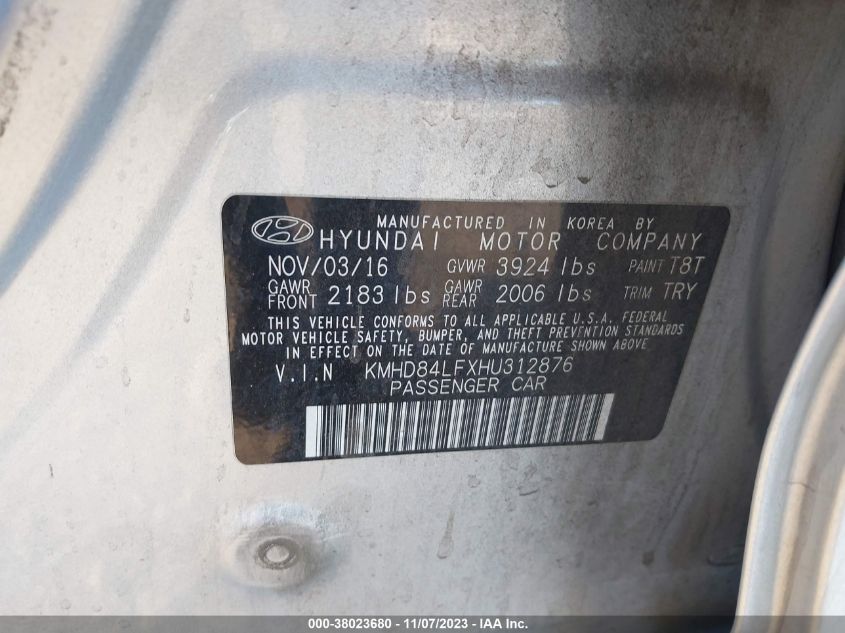 MANUFACTURED IN KOREA BY
HYUNDAI MOTOR COMPANY
NOV/03/16 GVWR 3924 lbs PAINT T8T
GAWR FRONT 2183 lbs GAWR REAR 2006 lbs TRIM TRY
THIS VEHICLE CONFORMS TO ALL APPLICABLE U.S.A. FEDERAL
MOTOR VEHICLE SAFETY, BUMPER, AND THEFT PREVENTION STANDARDS
IN EFFECT ON THE DATE OF MANUFACTURE SHOWN ABOVE
V.I.N KMHD84LFXHU312876
PASSENGER CAR
000-38023680 - 11/07/2023 - IAA Holdings, LLC.